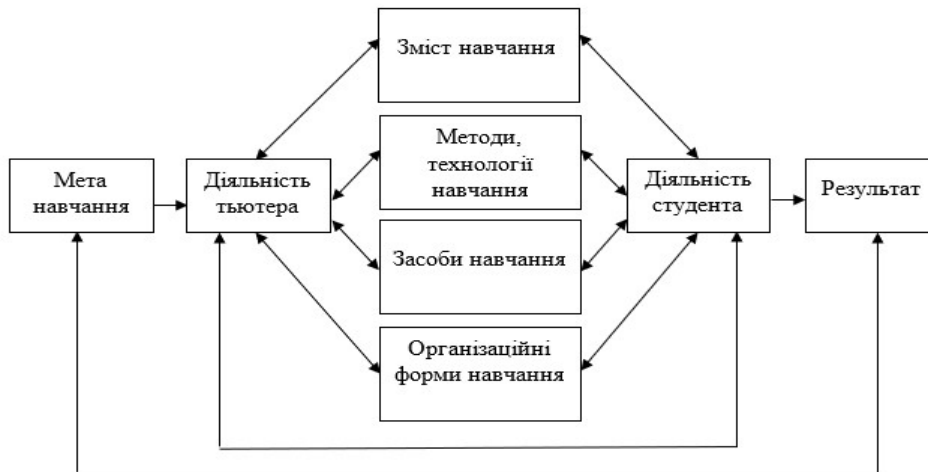 Зміст навчання
Методи,
технології
навчання
Мета
навчання
Діяльність
тьютера
Діяльність
студента
Результат
Засоби навчання
Організаційні
форми навчання